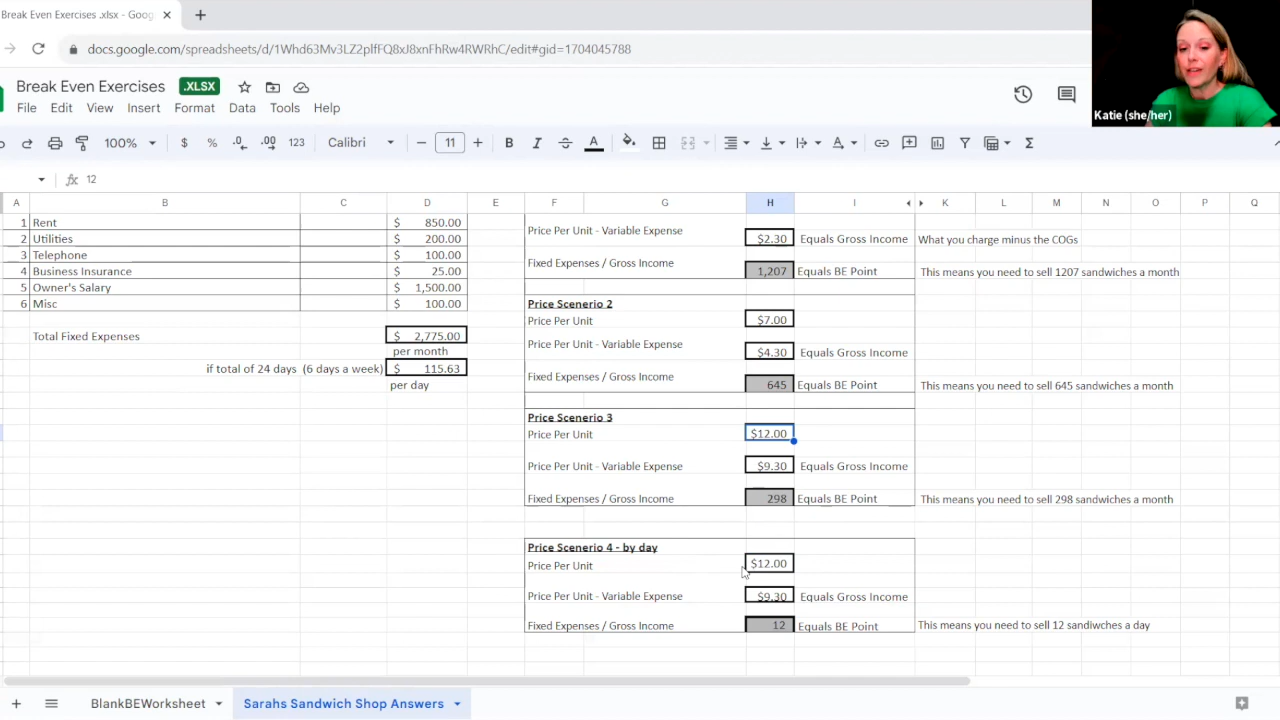 Break Even Exercises .xlsx - Goog
docs.google.com/spreadsheets/d/1Whd63Mv3LZ2plfFQ8xJ8xnFhRw4RWRhC/edit#gid=1704045788
Katie (she/her)
Break Even Exercises .XLSX
File Edit View Insert Format Data Tools Help
100% $ % .0 .00 123 Calibri 11 B I S A
fx 12
A B C D E F G H I K L M N O P Q
1 Rent $ 850.00
2 Utilities $ 200.00
3 Telephone $ 100.00
4 Business Insurance $ 25.00
5 Owner's Salary $ 1,500.00
6 Misc $ 100.00
Total Fixed Expenses $ 2,775.00
per month
if total of 24 days (6 days a week) $ 115.63
per day
Price Per Unit - Variable Expense $2.30 Equals Gross Income What you charge minus the COGs
Fixed Expenses / Gross Income 1,207 Equals BE Point This means you need to sell 1207 sandwiches a month
Price Scenerio 2
Price Per Unit $7.00
Price Per Unit - Variable Expense $4.30 Equals Gross Income
Fixed Expenses / Gross Income 645 Equals BE Point This means you need to sell 645 sandwiches a month
Price Scenerio 3
Price Per Unit $12.00
Price Per Unit - Variable Expense $9.30 Equals Gross Income
Fixed Expenses / Gross Income 298 Equals BE Point This means you need to sell 298 sandwiches a month
Price Scenerio 4 - by day
Price Per Unit $12.00
Price Per Unit - Variable Expense $9.30 Equals Gross Income
Fixed Expenses / Gross Income 12 Equals BE Point This means you need to sell 12 sandiwches a day
BlankBEWorksheet Sarahs Sandwich Shop Answers